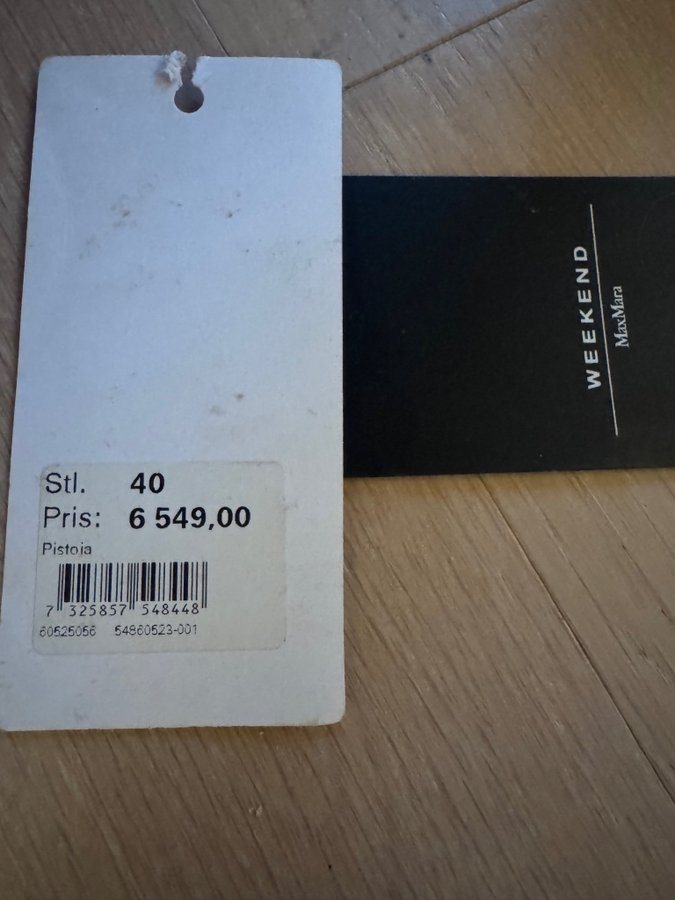 Stl. 40
Pris: 6 549,00
Pistoia
7 325857 548448
60525056 54860523-001
WEEKEND
MaxMara